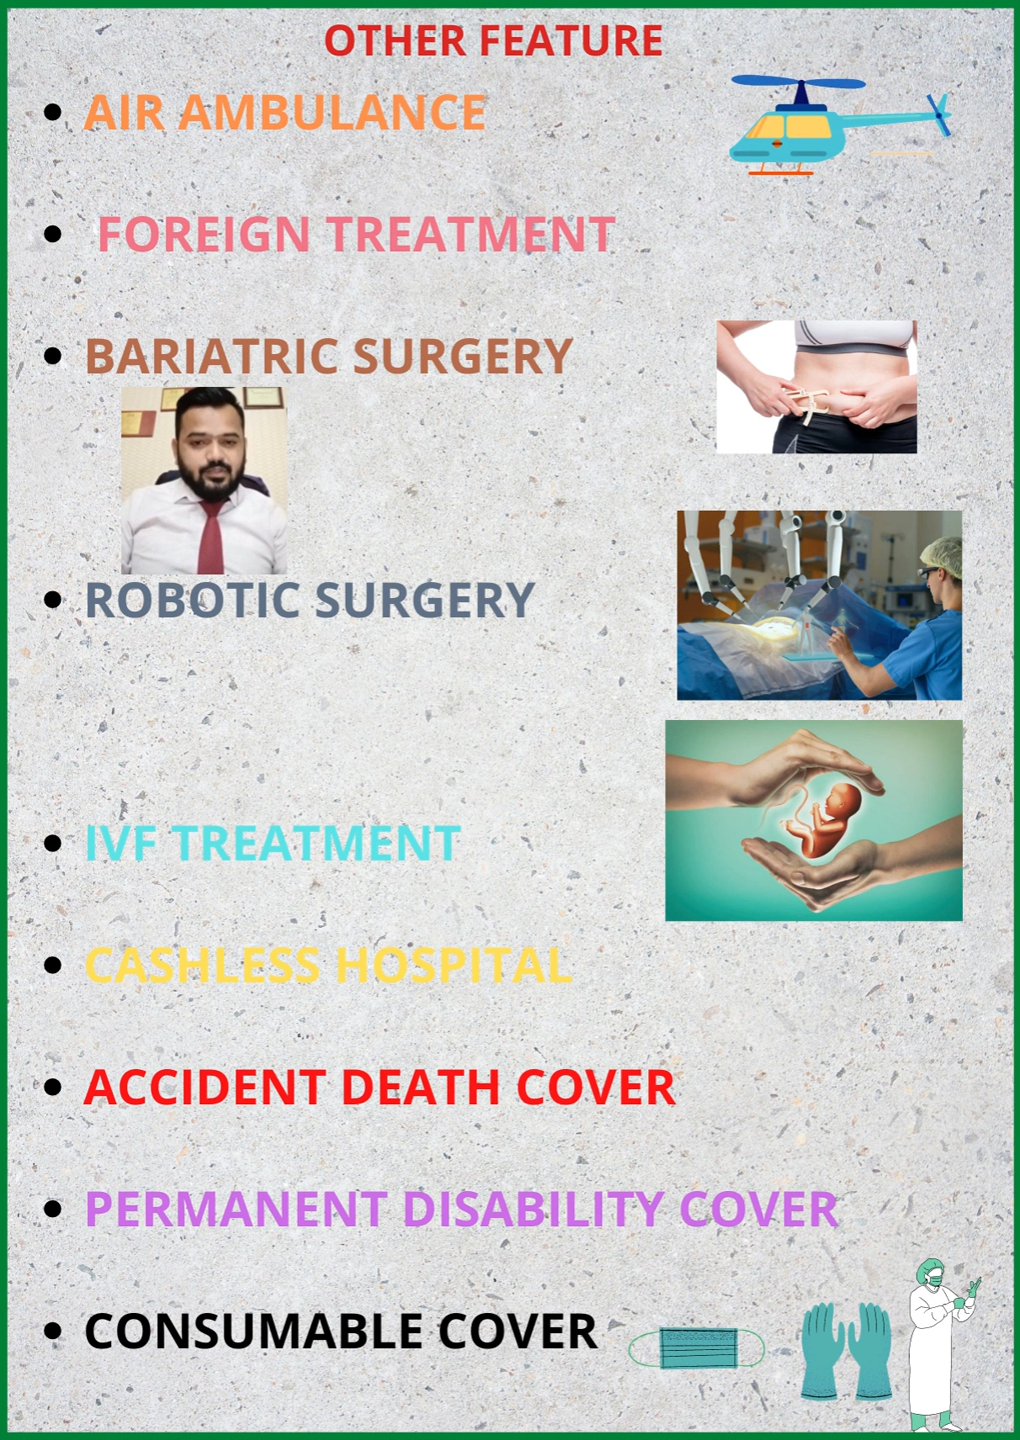 OTHER FEATURE
AIR AMBULANCE
FOREIGN TREATMENT
BARIATRIC SURGERY
ROBOTIC SURGERY
IVF TREATMENT
CASHLESS HOSPITAL
ACCIDENT DEATH COVER
PERMANENT DISABILITY COVER
CONSUMABLE COVER